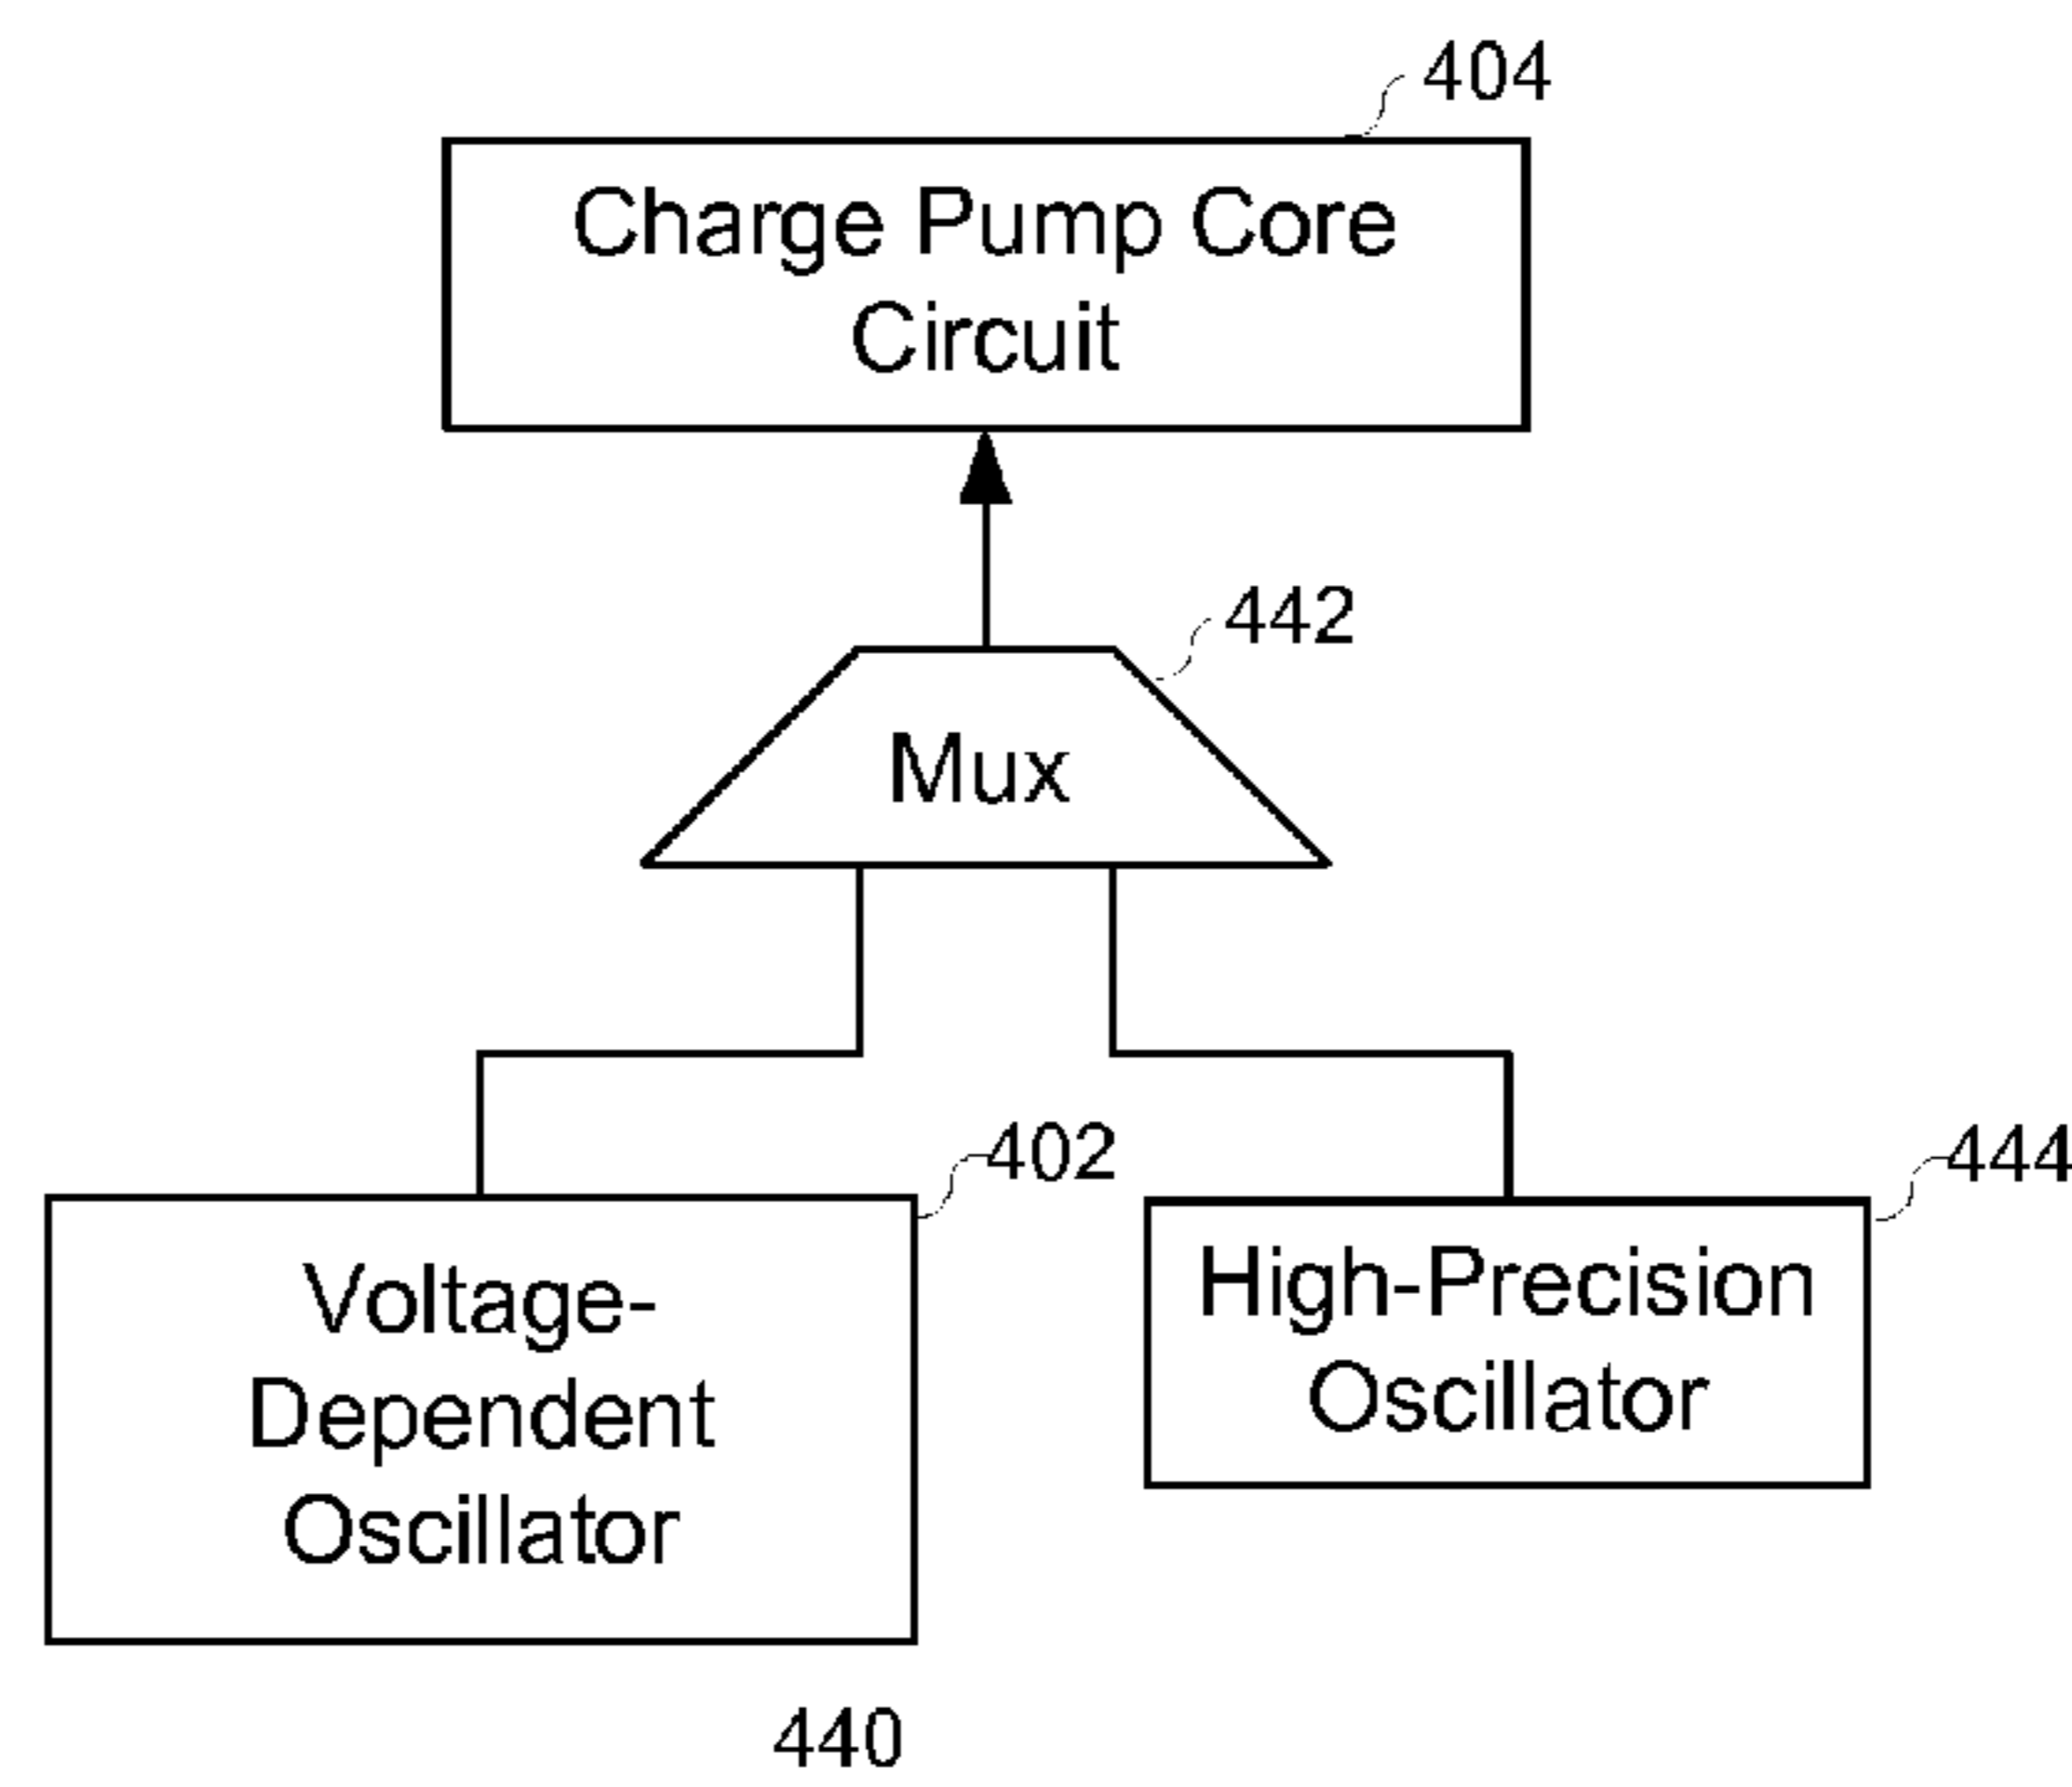 404
Charge Pump Core
Circuit
442
Mux
402
444
Voltage-
Dependent
Oscillator
High-Precision
Oscillator
440